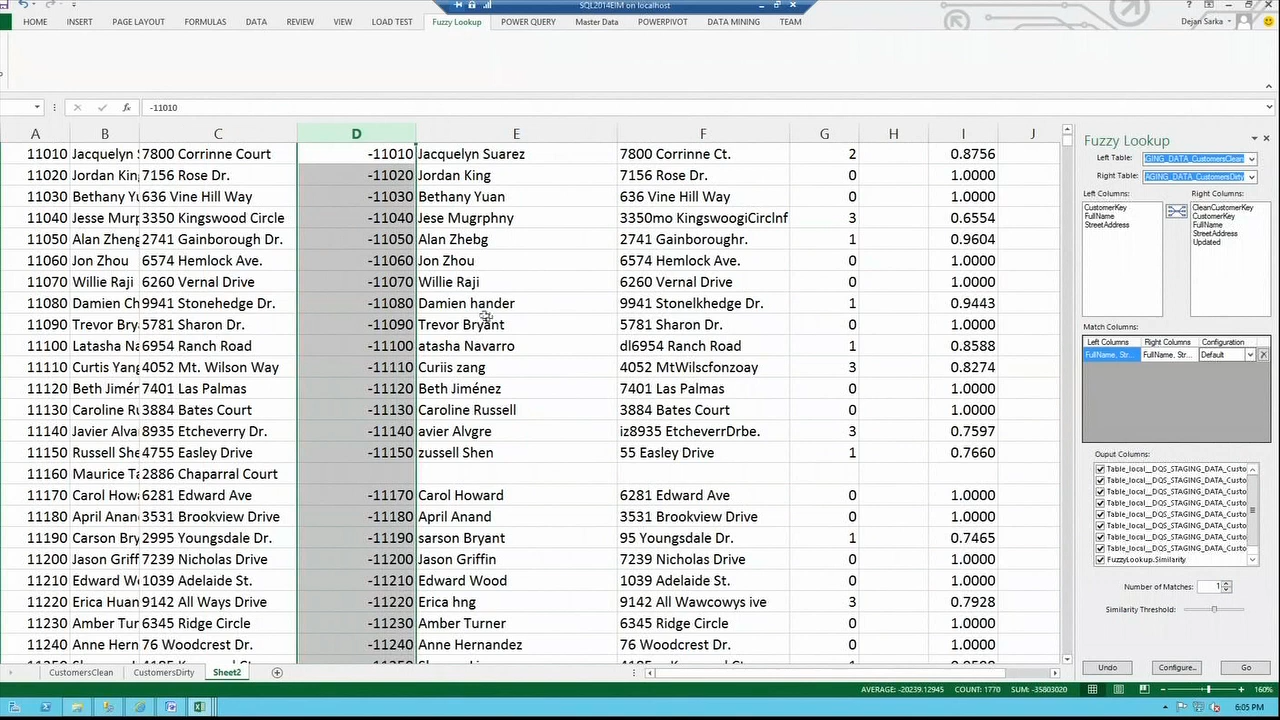 SQL2014EIM on localhost
INSERT PAGE LAYOUT FORMULAS DATA REVIEW VIEW LOAD TEST Fuzzy Lookup POWER QUERY Master Data POWERPIVOT DATA MINING TEAM Dejan Sarka
fx -11010
A B C D E F G H I J
11010 Jacquelyn 7800 Corrinne Court -11010 Jacquelyn Suarez 7800 Corrinne Ct. 2 0.8756
11020 Jordan Kin 7156 Rose Dr. -11020 Jordan King 7156 Rose Dr. 0 1.0000
11030 Bethany Yu 636 Vine Hill Way -11030 Bethany Yuan 636 Vine Hill Way 0 1.0000
11040 Jesse Murp 3350 Kingswood Circle -11040 Jese Mugrphny 3350mo KingswoogiCirclnf 3 0.6554
11050 Alan Zheng 2741 Gainborough Dr. -11050 Alan Zhebg 2741 Gainboroughr. 1 0.9604
11060 Jon Zhou 6574 Hemlock Ave. -11060 Jon Zhou 6574 Hemlock Ave. 0 1.0000
11070 Willie Raji 6260 Vernal Drive -11070 Willie Raji 6260 Vernal Drive 0 1.0000
11080 Damien Ch 9941 Stonehedge Dr. -11080 Damien hander 9941 Stonelkhedge Dr. 1 0.9443
11090 Trevor Bry 5781 Sharon Dr. -11090 Trevor Bryant 5781 Sharon Dr. 0 1.0000
11100 Latasha Na 6954 Ranch Road -11100 atasha Navarro dl6954 Ranch Road 1 0.8588
11110 Curtis Yang 4052 Mt. Wilson Way -11110 Curiis zang 4052 MtWilscfonzoay 3 0.8274
11120 Beth Jimér 7401 Las Palmas -11120 Beth Jiménez 7401 Las Palmas 0 1.0000
11130 Caroline Ru 3884 Bates Court -11130 Caroline Russell 3884 Bates Court 0 1.0000
11140 Javier Alva 8935 Etcheverry Dr. -11140 avier Alvgre iz8935 EtcheverrDrbe. 3 0.7597
11150 Russell She 4755 Easley Drive -11150 zussell Shen 55 Easley Drive 1 0.7660
11160 Maurice Ta 2886 Chaparral Court
11170 Carol How 6281 Edward Ave -11170 Carol Howard 6281 Edward Ave 0 1.0000
11180 April Anan 3531 Brookview Drive -11180 April Anand 3531 Brookview Drive 0 1.0000
11190 Carson Bry 2995 Youngsdale Dr. -11190 sarson Bryant 95 Youngsdale Dr. 1 0.7465
11200 Jason Griff 7239 Nicholas Drive -11200 Jason Griffin 7239 Nicholas Drive 0 1.0000
11210 Edward W 1039 Adelaide St. -11210 Edward Wood 1039 Adelaide St. 0 1.0000
11220 Erica Huan 9142 All Ways Drive -11220 Erica hng 9142 All Wawcowys ive 3 0.7928
11230 Amber Tur 6345 Ridge Circle -11230 Amber Turner 6345 Ridge Circle 0 1.0000
11240 Anne Hern 76 Woodcrest Dr. -11240 Anne Hernandez 76 Woodcrest Dr. 0 1.0000
Fuzzy Lookup
Left Table: GING_DATA_CustomersClean
Right Table: AGING_DATA_CustomersDirty
Left Columns: Right Columns:
CustomerKey CleanCustomerKey
FullName CustomerKey
StreetAddress FullName
StreetAddress
Updated
Match Columns:
Left Columns Right Columns Configuration
FullName, Str... FullName, Str... Default
Ouput Columns:
Table_local__DQS_STAGING_DATA_Custo
Table_local__DQS_STAGING_DATA_Custo
Table_local__DQS_STAGING_DATA_Custo
Table_local__DQS_STAGING_DATA_Custo
Table_local__DQS_STAGING_DATA_Custo
Table_local__DQS_STAGING_DATA_Custo
Table_local__DQS_STAGING_DATA_Custo
Table_local__DQS_STAGING_DATA_Custo
FuzzyLookup.Similarity
Number of Matches: 1
Similarity Threshold:
Undo Configure.. Go
CustomersClean CustomersDirty Sheet2
AVERAGE: -20239.12945 COUNT: 1770 SUM: -35803020 160%
6:05 PM